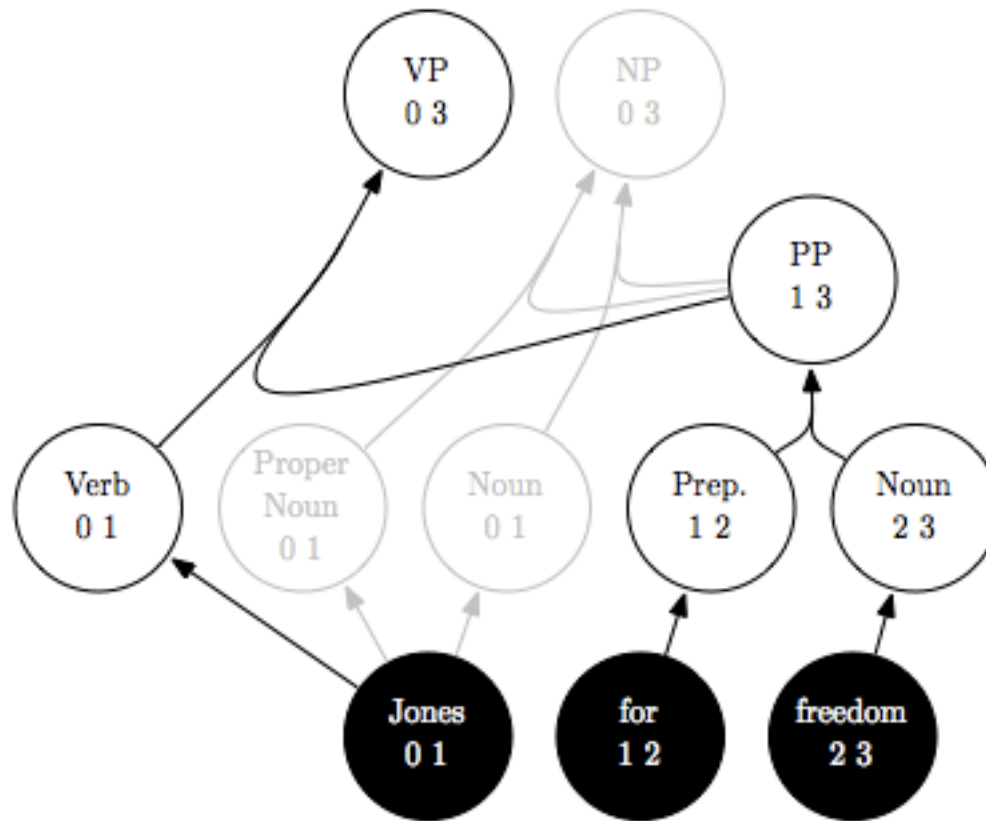 VP
0 3
NP
0 3
PP
1 3
Verb
0 1
Proper
Noun
0 1
Noun
0 1
Prep.
1 2
Noun
2 3
Jones
0 1
for
1 2
freedom
2 3